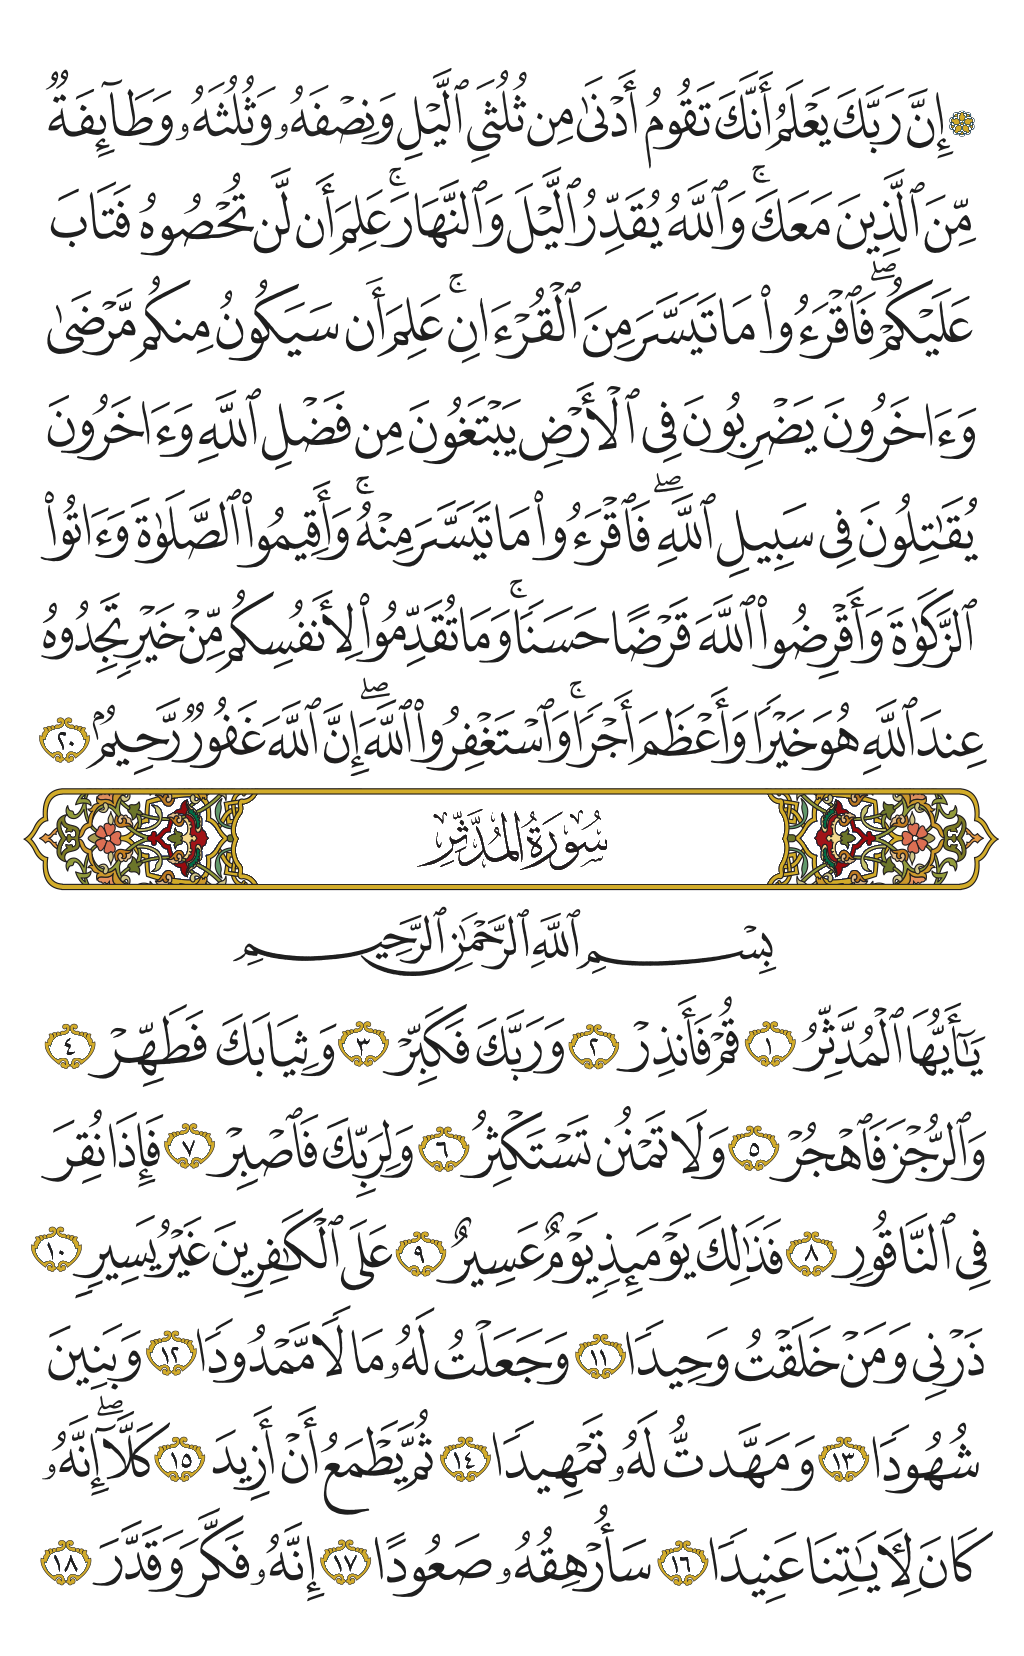 ۞ إِنَّ رَبَّكَ يَعْلَمُ أَنَّكَ تَقُومُ أَدْنَىٰ مِن ثُلُثَيِ ٱلَّيْلِ وَنِصْفَهُۥ وَثُلُثَهُۥ وَطَآئِفَةٌ
مِّنَ ٱلَّذِينَ مَعَكَۚ وَٱللَّهُ يُقَدِّرُ ٱلَّيْلَ وَٱلنَّهَارَۚ عَلِمَ أَن لَّن تُحْصُوهُ فَتَابَ
عَلَيْكُمْۖ فَٱقْرَءُوا۟ مَا تَيَسَّرَ مِنَ ٱلْقُرْءَانِۚ عَلِمَ أَن سَيَكُونُ مِنكُم مَّرْضَىٰ
وَءَاخَرُونَ يَضْرِبُونَ فِى ٱلْأَرْضِ يَبْتَغُونَ مِن فَضْلِ ٱللَّهِ وَءَاخَرُونَ
يُقَٰتِلُونَ فِى سَبِيلِ ٱللَّهِۖ فَٱقْرَءُوا۟ مَا تَيَسَّرَ مِنْهُۚ وَأَقِيمُوا۟ ٱلصَّلَوٰةَ وَءَاتُوا۟
ٱلزَّكَوٰةَ وَأَقْرِضُوا۟ ٱللَّهَ قَرْضًا حَسَنًاۚ وَمَا تُقَدِّمُوا۟ لِأَنفُسِكُم مِّنْ خَيْرٍ تَجِدُوهُ
عِندَ ٱللَّهِ هُوَ خَيْرًا وَأَعْظَمَ أَجْرًاۚ وَٱسْتَغْفِرُوا۟ ٱللَّهَۖ إِنَّ ٱللَّهَ غَفُورٌ رَّحِيمٌۢ ٢٠
سُورَةُ المُدَّثِّر
بِسْمِ ٱللَّهِ ٱلرَّحْمَٰنِ ٱلرَّحِيمِ
يَٰٓأَيُّهَا ٱلْمُدَّثِّرُ ١ قُمْ فَأَنذِرْ ٢ وَرَبَّكَ فَكَبِّرْ ٣ وَثِيَابَكَ فَطَهِّرْ ٤
وَٱلرُّجْزَ فَٱهْجُرْ ٥ وَلَا تَمْنُن تَسْتَكْثِرُ ٦ وَلِرَبِّكَ فَٱصْبِرْ ٧ فَإِذَا نُقِرَ
فِى ٱلنَّاقُورِ ٨ فَذَٰلِكَ يَوْمَئِذٍ يَوْمٌ عَسِيرٌ ٩ عَلَى ٱلْكَٰفِرِينَ غَيْرُ يَسِيرٍ ١٠
ذَرْنِى وَمَنْ خَلَقْتُ وَحِيدًا ١١ وَجَعَلْتُ لَهُۥ مَالًا مَّمْدُودًا ١٢ وَبَنِينَ
شُهُودًا ١٣ وَمَهَّدتُّ لَهُۥ تَمْهِيدًا ١٤ ثُمَّ يَطْمَعُ أَنْ أَزِيدَ ١٥ كَلَّآۖ إِنَّهُۥ
كَانَ لِـَٔايَٰتِنَا عَنِيدًا ١٦ سَأُرْهِقُهُۥ صَعُودًا ١٧ إِنَّهُۥ فَكَّرَ وَقَدَّرَ ١٨